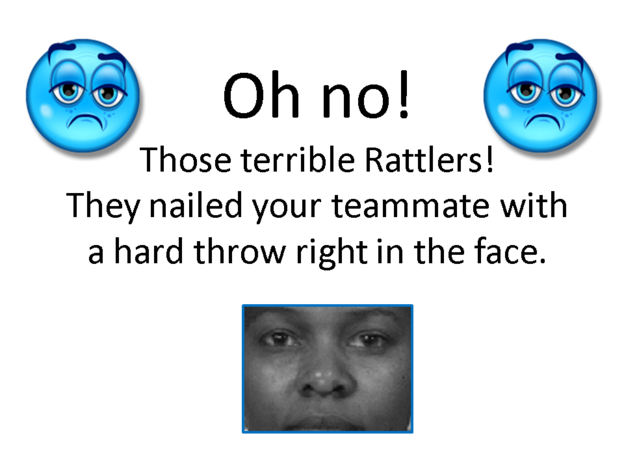 Oh no!
Those terrible Rattlers!
They nailed your teammate with
a hard throw right in the face.